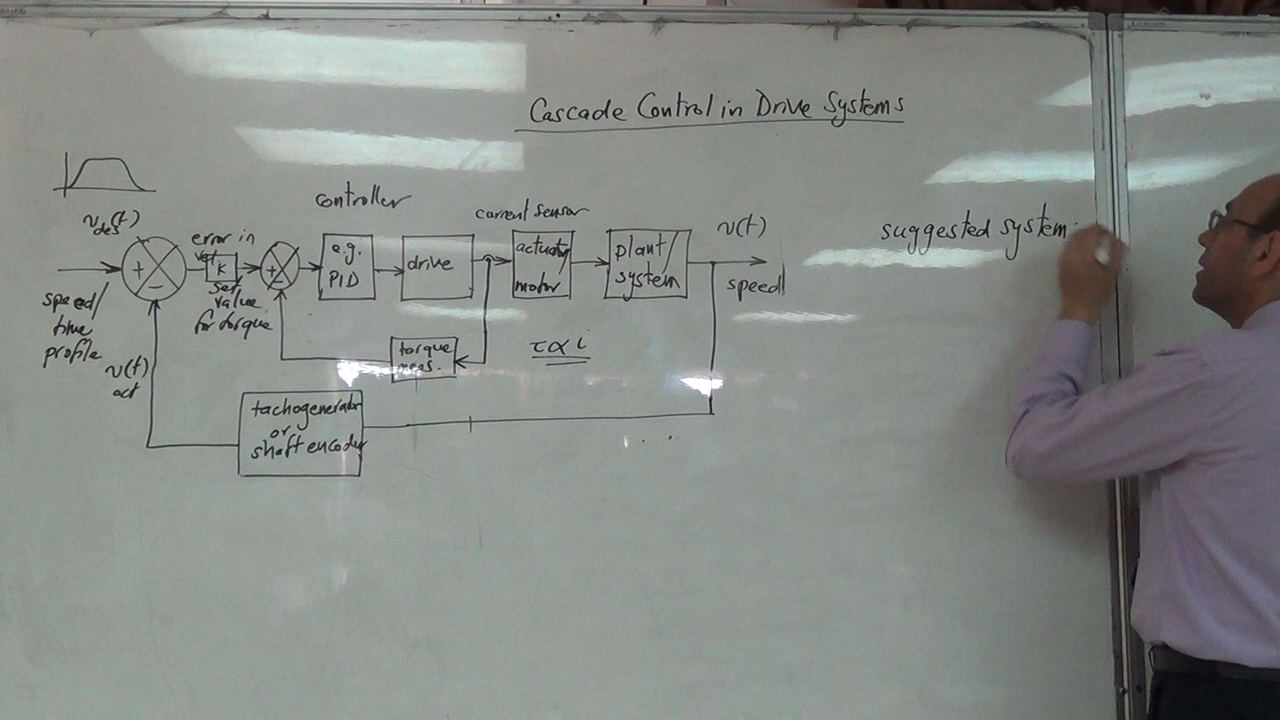 Cascade Control in Drive Systems
controller
current sensor
v_des(t)
error in
vel
+
−
k
set
value
for torque
+
−
e.g.
PID
drive
actuator/
motor
plant/
system
v(t)
speed
suggested system:
speed/
time
profile
v(t)
act
torque
meas.
τ α i
tachogenerator
or
shaft encoder